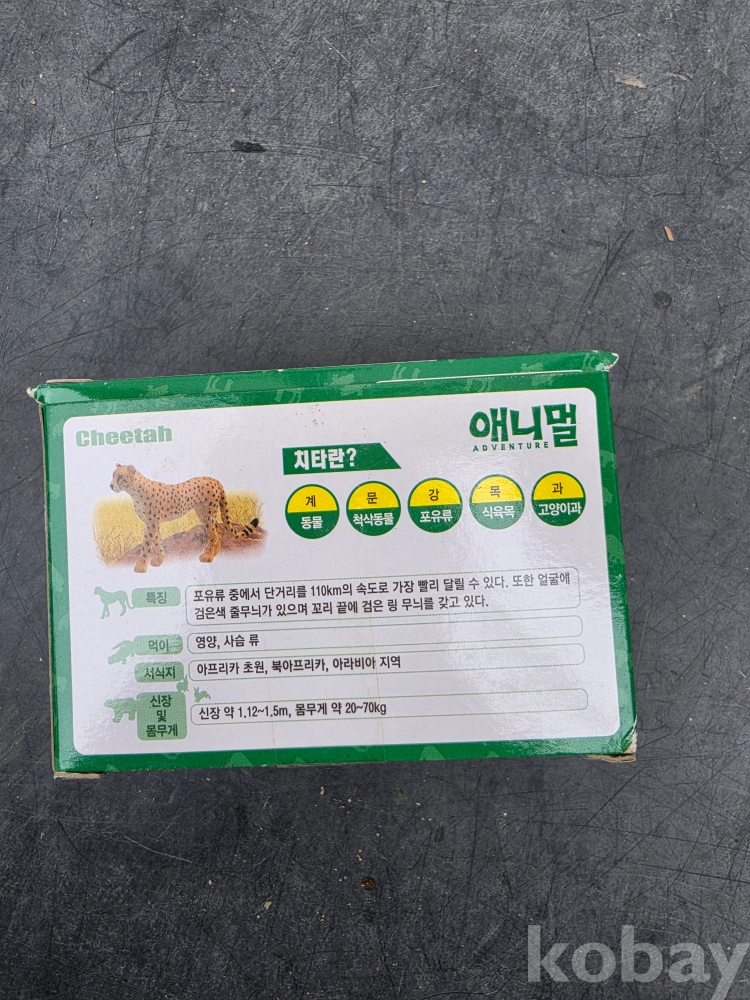 Cheetah
애니멀
ADVENTURE
치타란?
계 문 강 목 과
동물 척삭동물 포유류 식육목 고양이과
특징
포유류 중에서 단거리를 110km의 속도로 가장 빨리 달릴 수 있다. 또한 얼굴에
검은색 줄무늬가 있으며 꼬리 끝에 검은 링 무늬를 갖고 있다.
먹이 영양, 사슴 류
서식지 아프리카 초원, 북아프리카, 아라비아 지역
신장
및
몸무게
신장 약 1.12~1.5m, 몸무게 약 20~70kg
kobay